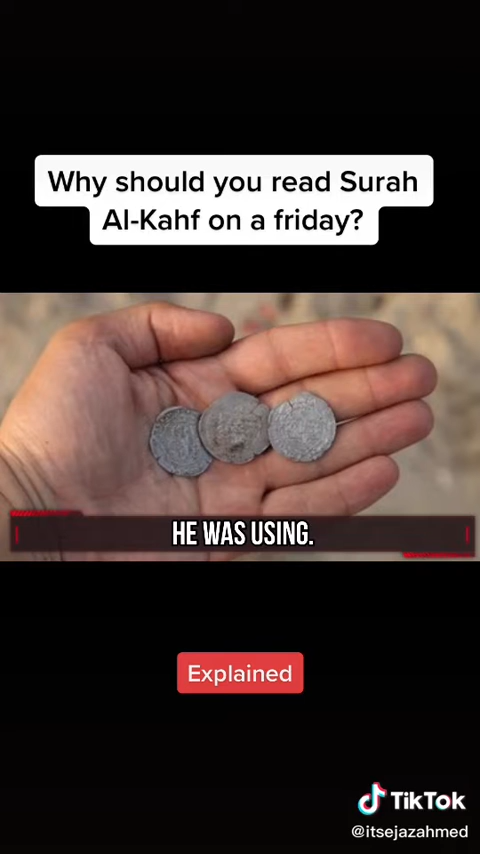 Why should you read Surah
Al-Kahf on a friday?
HE WAS USING.
Explained
TikTok
@itsejazahmed